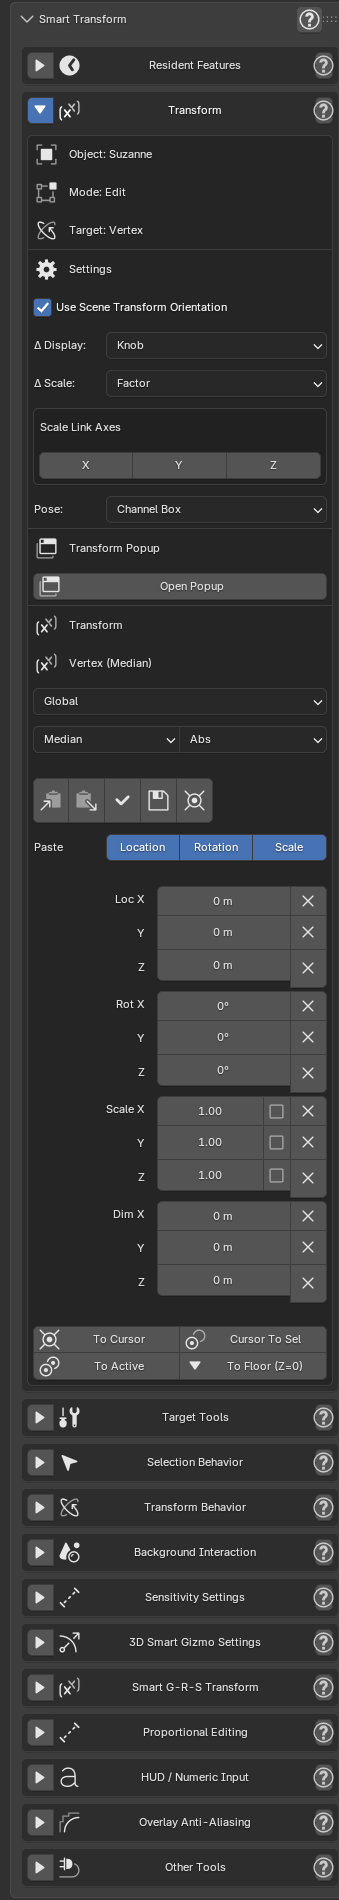 Smart Transform
Resident Features
Transform
Object: Suzanne
Mode: Edit
Target: Vertex
Settings
Use Scene Transform Orientation
Δ Display: Knob
Δ Scale: Factor
Scale Link Axes
X Y Z
Pose: Channel Box
Transform Popup
Open Popup
Transform
Vertex (Median)
Global
Median Abs
Paste Location Rotation Scale
Loc X 0 m
Y 0 m
Z 0 m
Rot X 0°
Y 0°
Z 0°
Scale X 1.00
Y 1.00
Z 1.00
Dim X 0 m
Y 0 m
Z 0 m
To Cursor Cursor To Sel
To Active To Floor (Z=0)
Target Tools
Selection Behavior
Transform Behavior
Background Interaction
Sensitivity Settings
3D Smart Gizmo Settings
Smart G-R-S Transform
Proportional Editing
HUD / Numeric Input
Overlay Anti-Aliasing
Other Tools